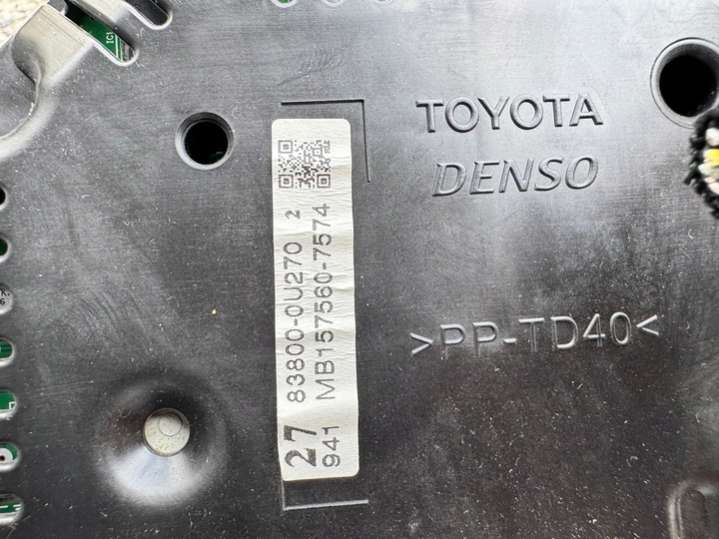 TOYOTA
DENSO
>PP-TD40<
27 83800-0U270 2
941 MB157560-7574